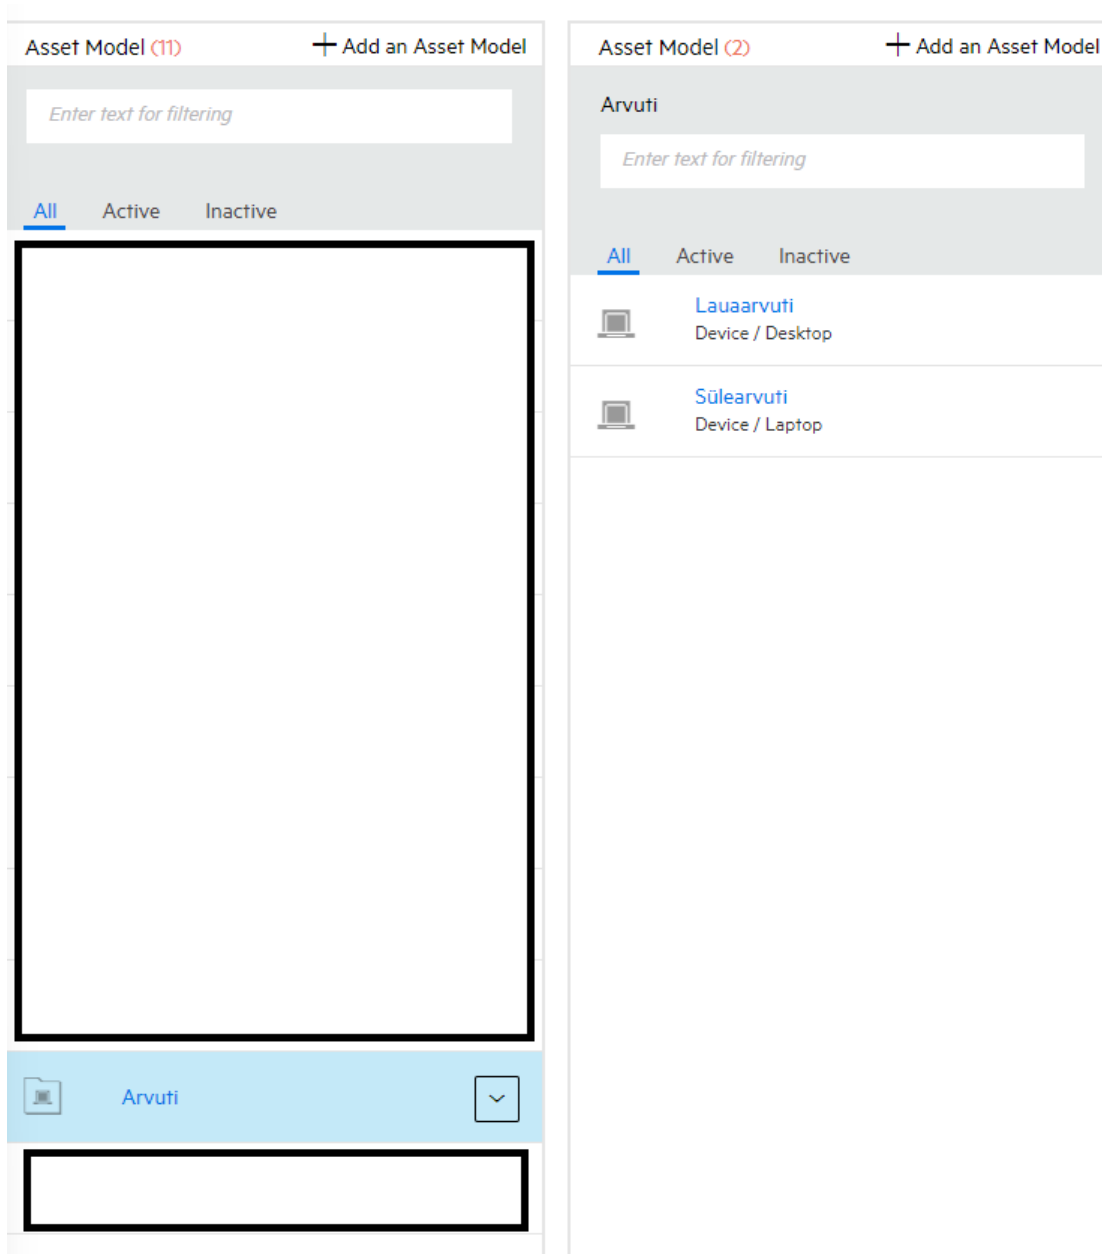 Asset Model (11)
+ Add an Asset Model
Enter text for filtering
All Active Inactive
Arvuti
Asset Model (2)
+ Add an Asset Model
Arvuti
Enter text for filtering
All Active Inactive
Lauaarvuti
Device / Desktop
Sülearvuti
Device / Laptop